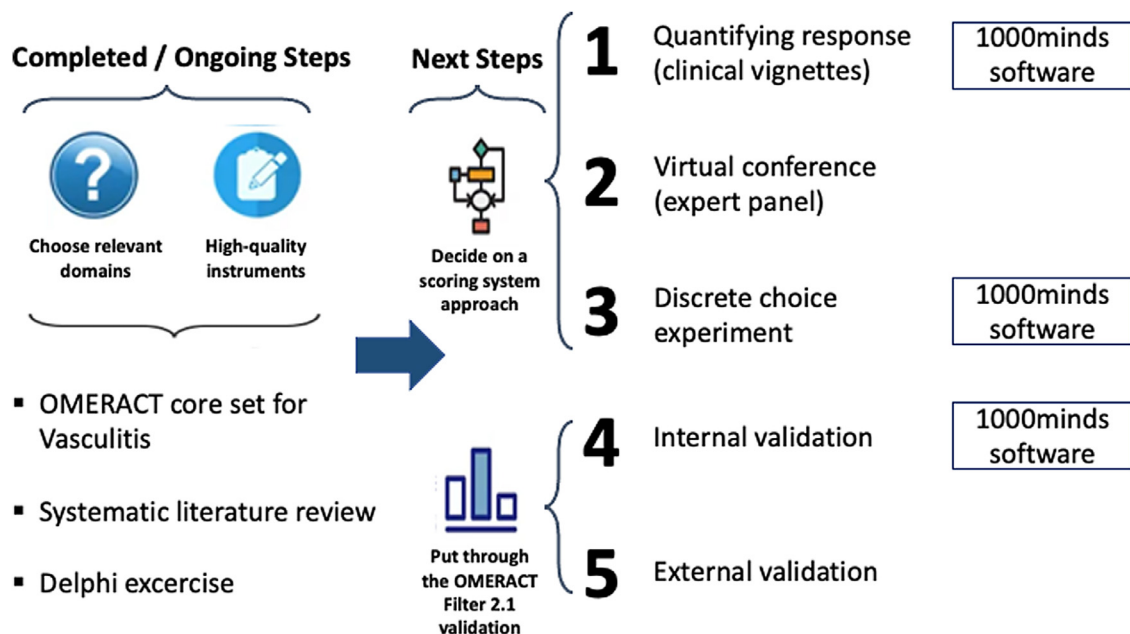 Completed / Ongoing Steps
Choose relevant
domains
High-quality
instruments
▪ OMERACT core set for
Vasculitis
▪ Systematic literature review
▪ Delphi excercise
Next Steps
Decide on a
scoring system
approach
1
Quantifying response
(clinical vignettes)
1000minds
software
2
Virtual conference
(expert panel)
3
Discrete choice
experiment
1000minds
software
Put through
the OMERACT
Filter 2.1
validation
4
Internal validation
1000minds
software
5
External validation